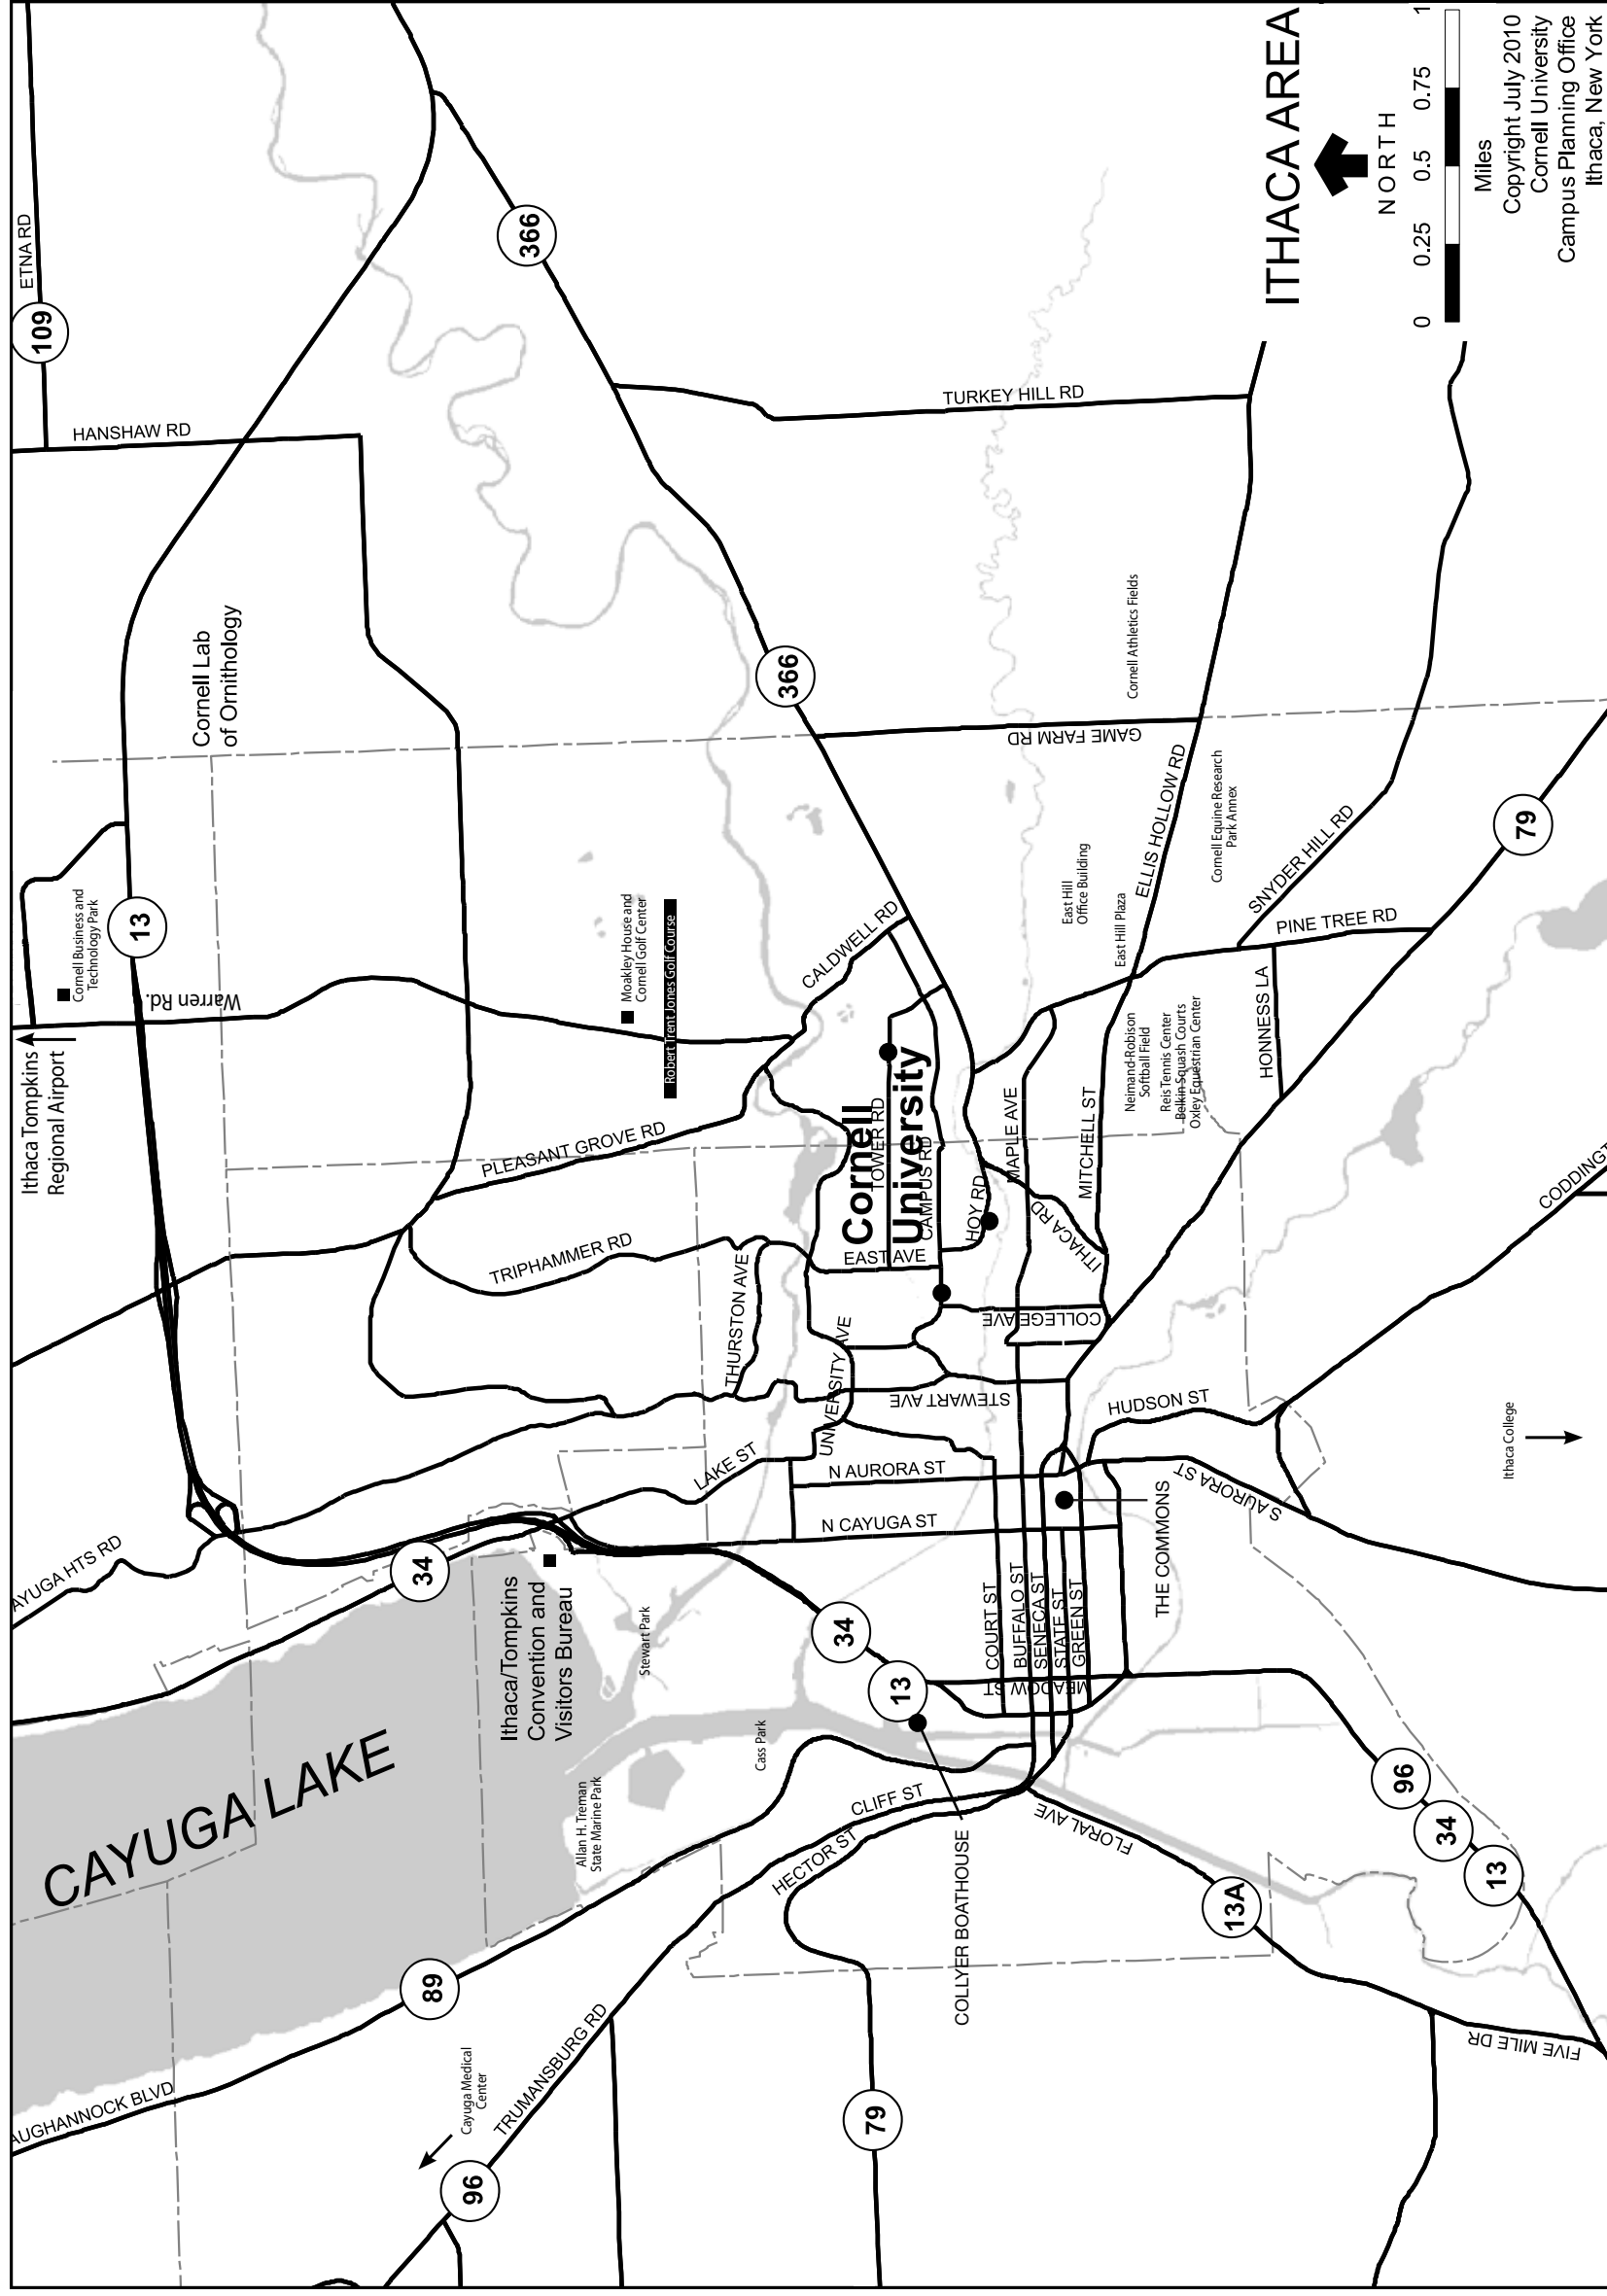 AUGHANNOCK BLVD
89
CAYUGA LAKE
AYUGA HTS RD
Ithaca Tompkins
Regional Airport
Warren Rd.
Cornell Business and
Technology Park
13
HANSHAW RD
109
ETNA RD
Cornell Lab
of Ornithology
Cayuga Medical
Center
96
TRUMANSBURG RD
34
Ithaca/Tompkins
Convention and
Visitors Bureau
Allan H. Treman
State Marine Park
Stewart Park
Cass Park
PLEASANT GROVE RD
TRIPHAMMER RD
THURSTON AVE
LAKE ST
Moakley House and
Cornell Golf Center
Robert Trent Jones Golf Course
366
366
CALDWELL RD
79
HECTOR ST
CLIFF ST
34
13
UNIVERSITY AVE
N AURORA ST
N CAYUGA ST
STEWART AVE
EAST AVE
Cornell
University
TOWER RD
CAMPUS RD
HOY RD
COLLYER BOATHOUSE
COURT ST
BUFFALO ST
SENECA ST
STATE ST
GREEN ST
MEADOW ST
COLLEGE AVE
MAPLE AVE
ITHACA RD
MITCHELL ST
GAME FARM RD
TURKEY HILL RD
East Hill
Office Building
East Hill Plaza
Cornell Athletics Fields
ELLIS HOLLOW RD
Neimand-Robison
Softball Field
Reis Tennis Center
Belkin Squash Courts
Oxley Equestrian Center
Cornell Equine Research
Park Annex
FLORAL AVE
13A
THE COMMONS
HUDSON ST
S AURORA ST
HONNESS LA
PINE TREE RD
SNYDER HILL RD
79
FIVE MILE DR
96
34
13
Ithaca College
CODDINGT
ITHACA AREA
NORTH
0 0.25 0.5 0.75 1
Miles
Copyright July 2010
Cornell University
Campus Planning Office
Ithaca, New York